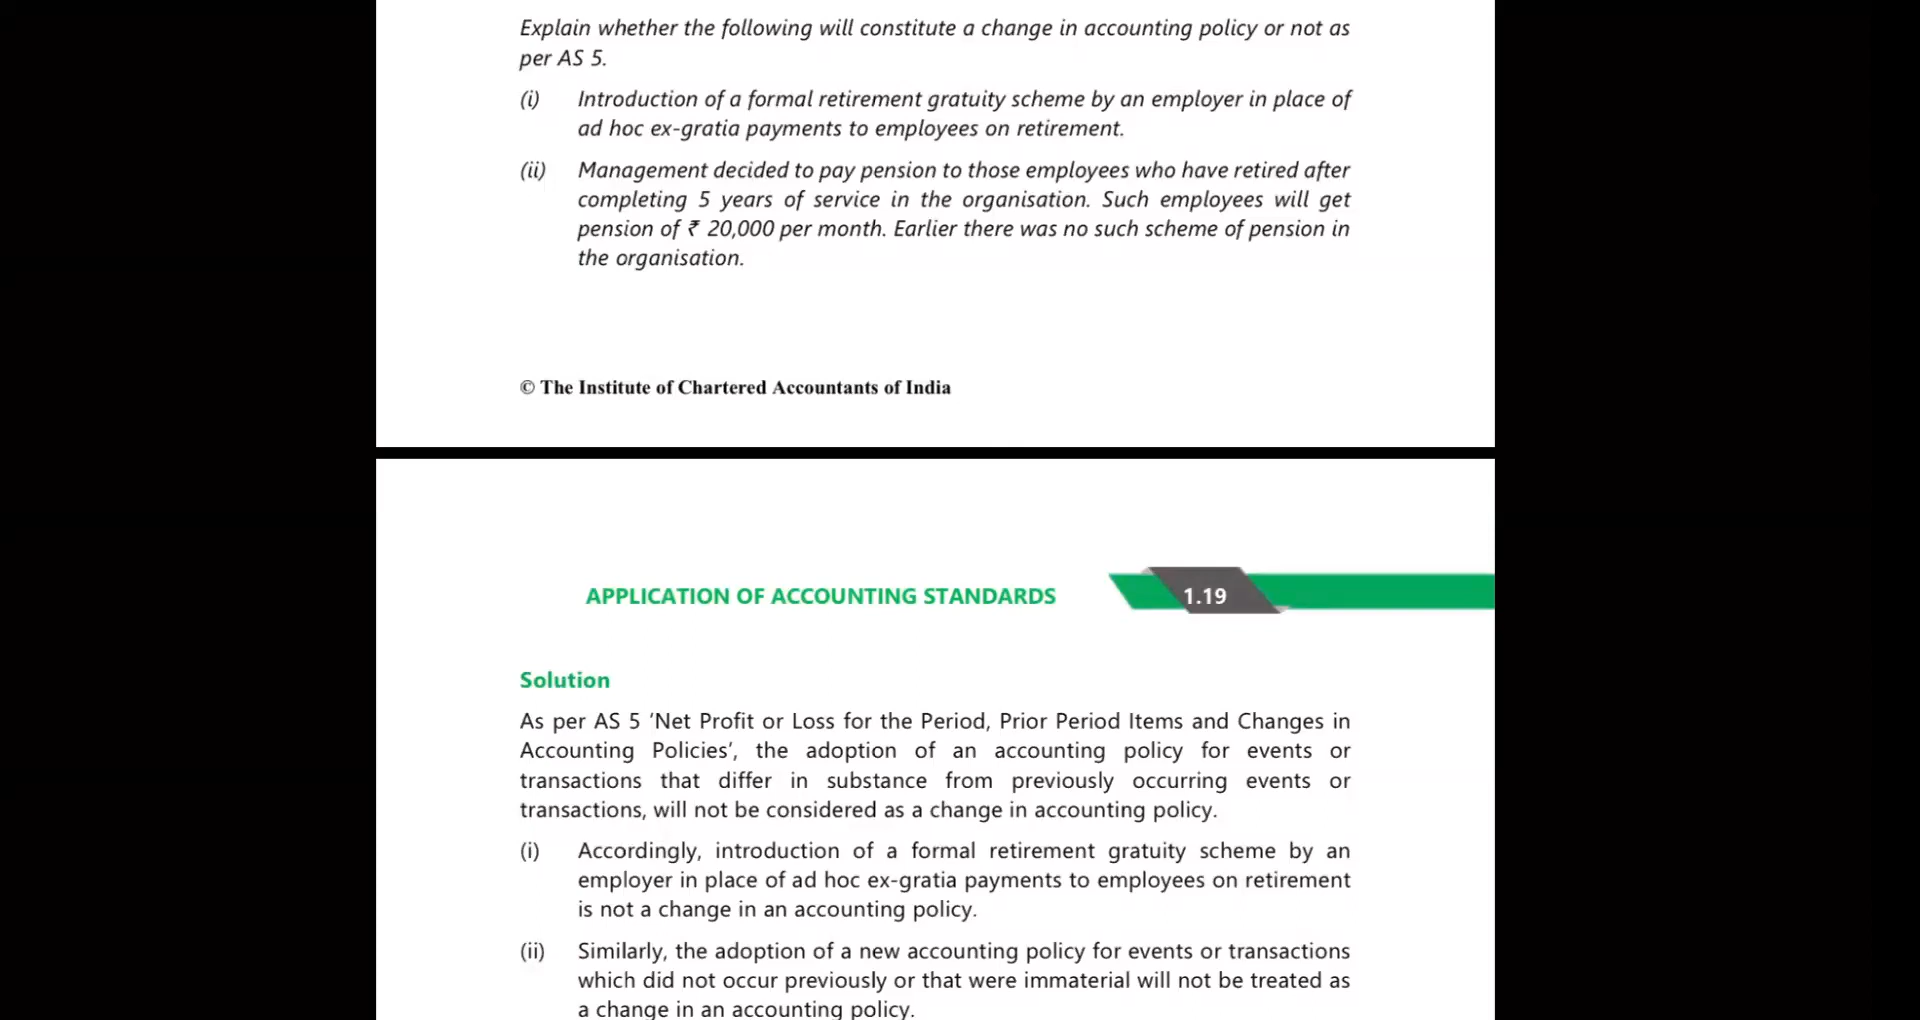 Explain whether the following will constitute a change in accounting policy or not as
per AS 5.
(i) Introduction of a formal retirement gratuity scheme by an employer in place of
ad hoc ex-gratia payments to employees on retirement.
(ii) Management decided to pay pension to those employees who have retired after
completing 5 years of service in the organisation. Such employees will get
pension of ₹ 20,000 per month. Earlier there was no such scheme of pension in
the organisation.
© The Institute of Chartered Accountants of India
APPLICATION OF ACCOUNTING STANDARDS 1.19
Solution
As per AS 5 ‘Net Profit or Loss for the Period, Prior Period Items and Changes in
Accounting Policies’, the adoption of an accounting policy for events or
transactions that differ in substance from previously occurring events or
transactions, will not be considered as a change in accounting policy.
(i) Accordingly, introduction of a formal retirement gratuity scheme by an
employer in place of ad hoc ex-gratia payments to employees on retirement
is not a change in an accounting policy.
(ii) Similarly, the adoption of a new accounting policy for events or transactions
which did not occur previously or that were immaterial will not be treated as
a change in an accounting policy.